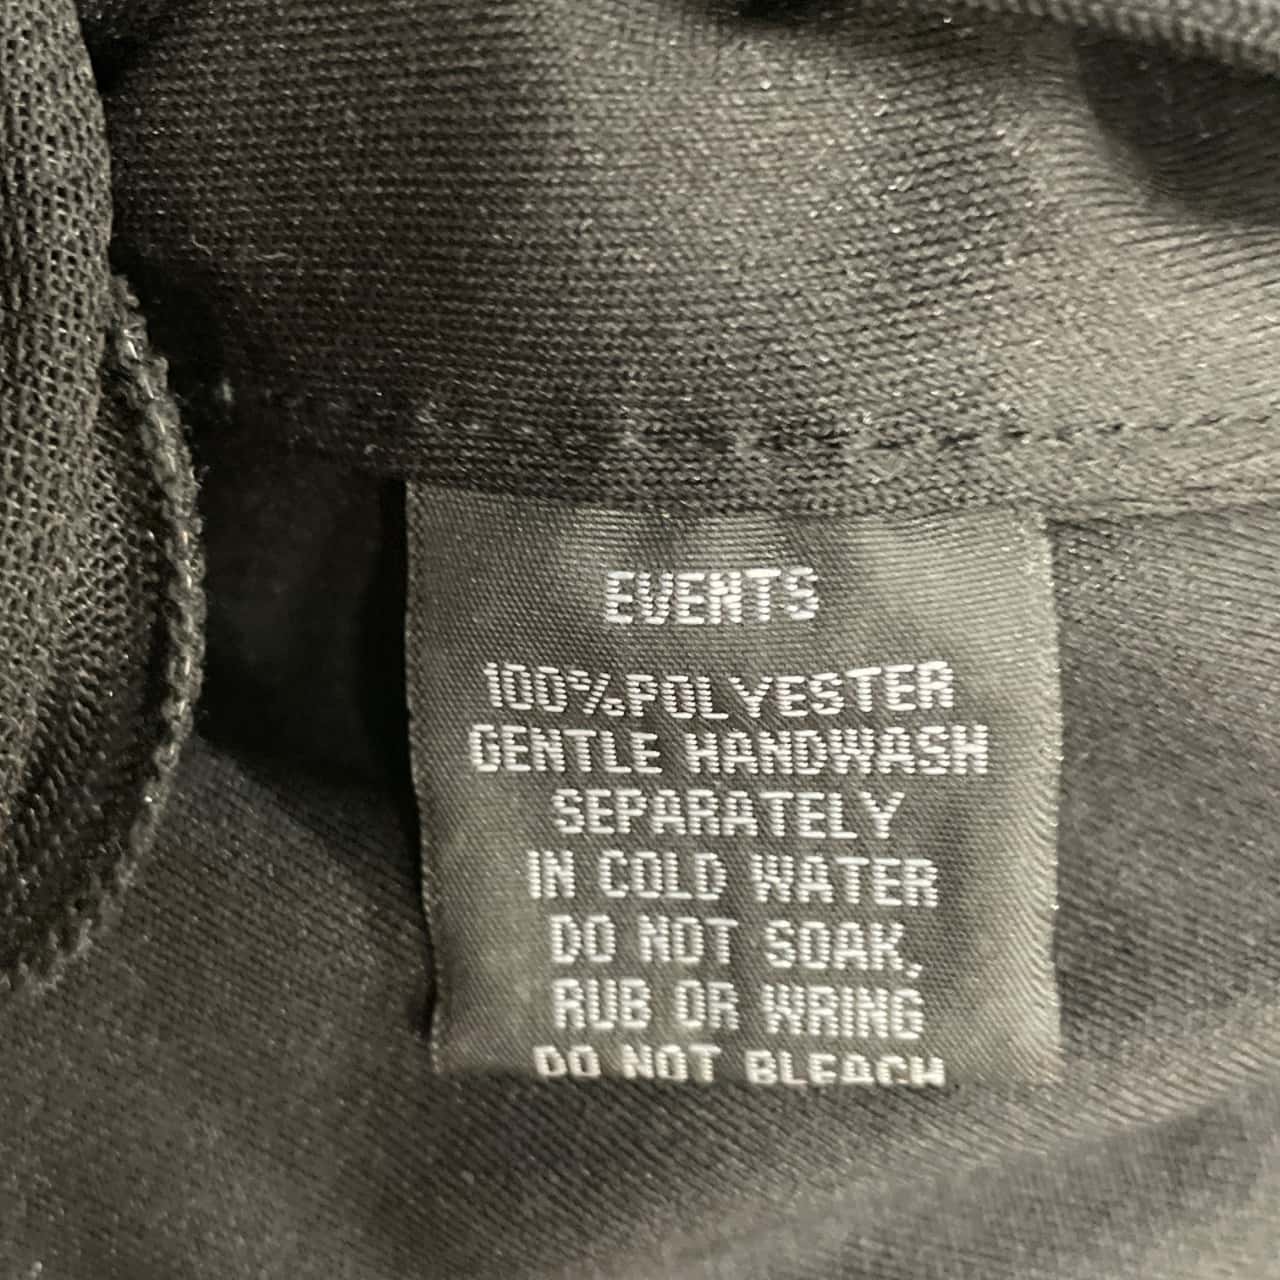 EVENTS
100%POLYESTER
GENTLE HANDWASH
SEPARATELY
IN COLD WATER
DO NOT SOAK,
RUB OR WRING
DO NOT BLEACH